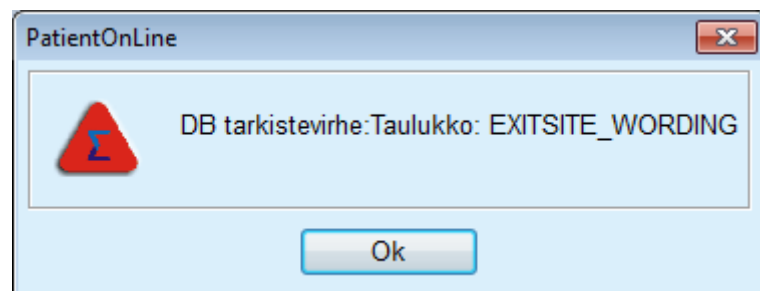 PatientOnLine
DB tarkistevirhe:Taulukko: EXITSITE_WORDING
Σ
Ok